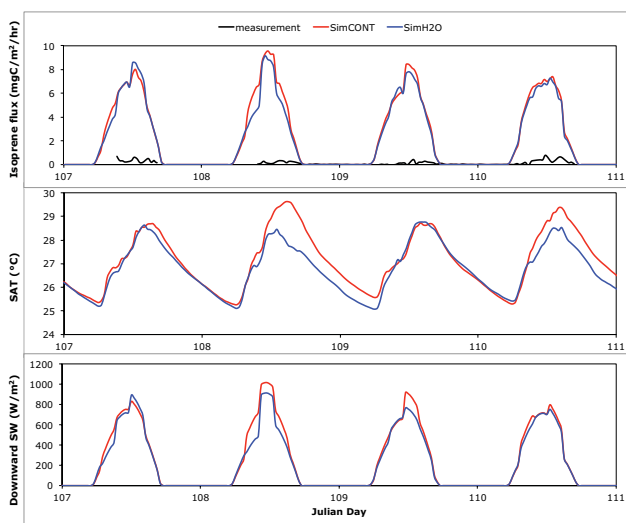 measurement SimCONT SimH2O
Isoprene flux (mgC/m²/hr)
10
8
6
4
2
0
107 108 109 110 111
SAT (°C)
30
29
28
27
26
25
24
107 108 109 110 111
Downward SW (W/m²)
1200
1000
800
600
400
200
0
107 108 109 110 111
Julian Day